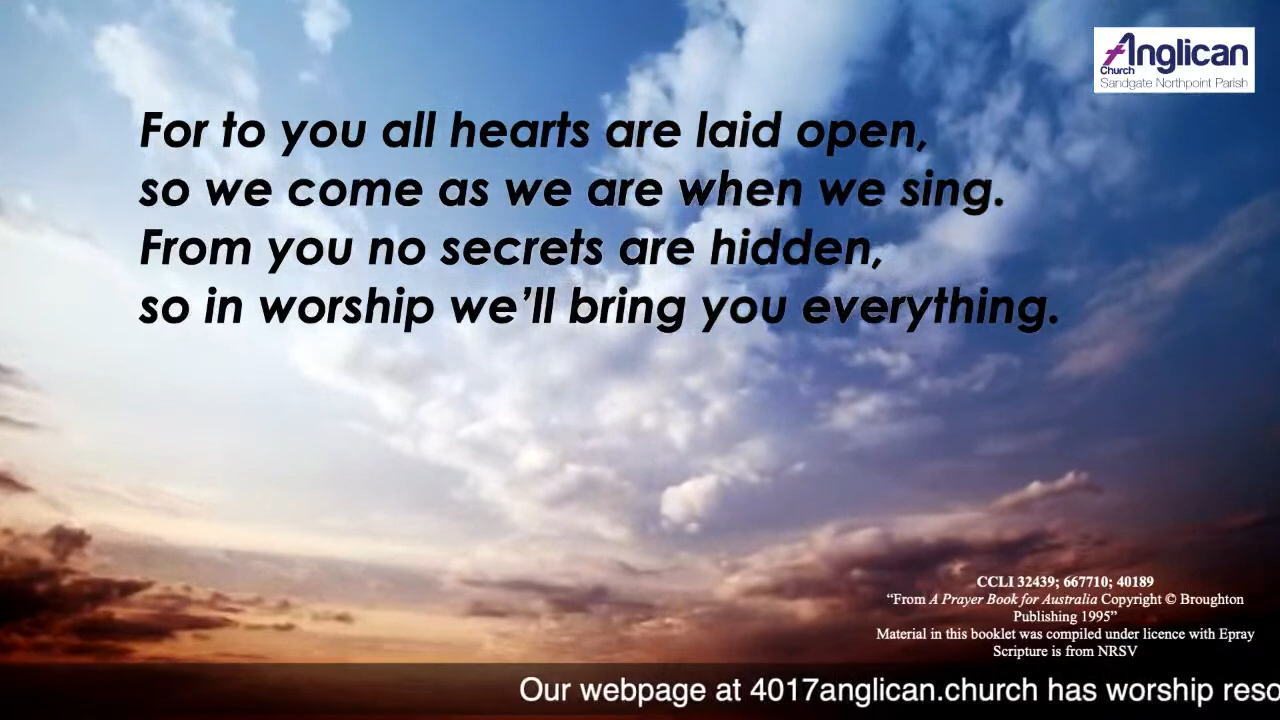 Anglican
Church
Sandgate Northpoint Parish
For to you all hearts are laid open,
so we come as we are when we sing.
From you no secrets are hidden,
so in worship we’ll bring you everything.
CCLI 32439; 667710; 40189
“From A Prayer Book for Australia Copyright © Broughton
Publishing 1995”
Material in this booklet was compiled under licence with Epray
Scripture is from NRSV
Our webpage at 4017anglican.church has worship reso